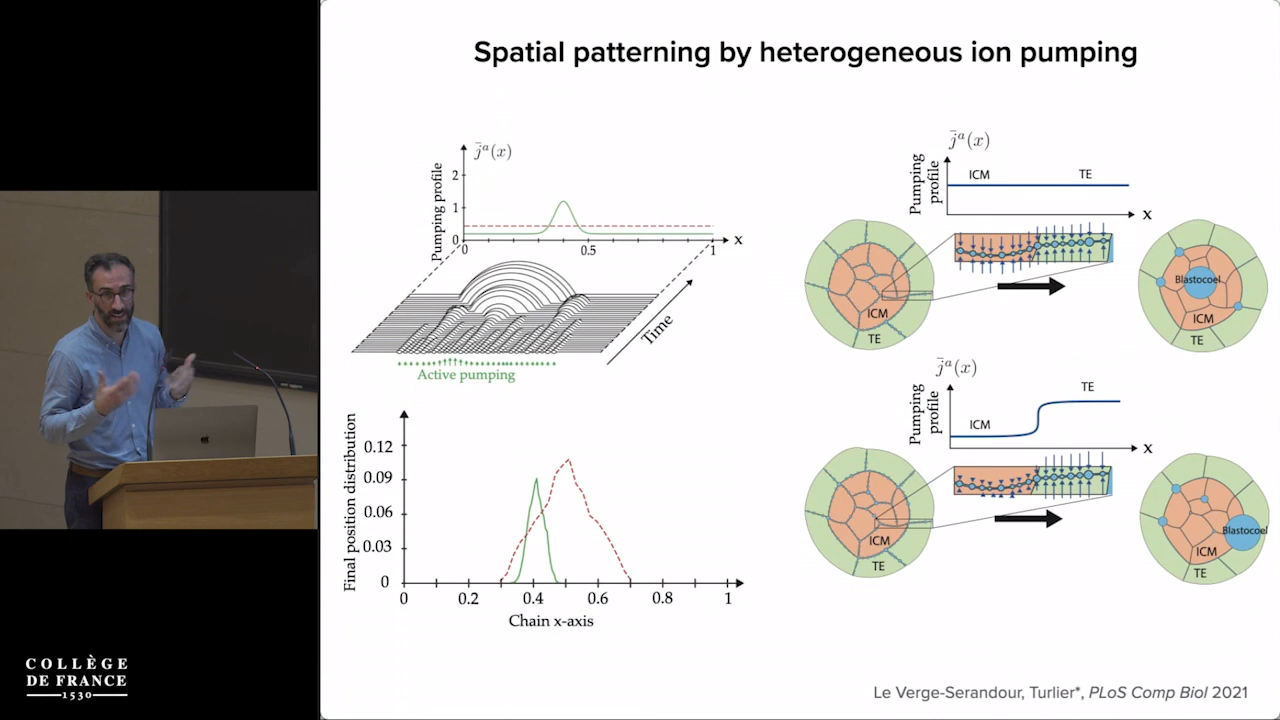 Spatial patterning by heterogeneous ion pumping
j̄ᵃ(x)
Pumping profile
2
1
0
0
0.5
1
x
Time
Active pumping
Final position distribution
0.12
0.09
0.06
0.03
0
0
0.2
0.4
0.6
0.8
1
Chain x-axis
j̄ᵃ(x)
Pumping
profile
ICM
TE
x
ICM
TE
Blastocoel
ICM
TE
j̄ᵃ(x)
Pumping
profile
ICM
TE
x
ICM
TE
Blastocoel
ICM
TE
COLLÈGE
DE FRANCE
1530
Le Verge-Serandour, Turlier*, PLoS Comp Biol 2021